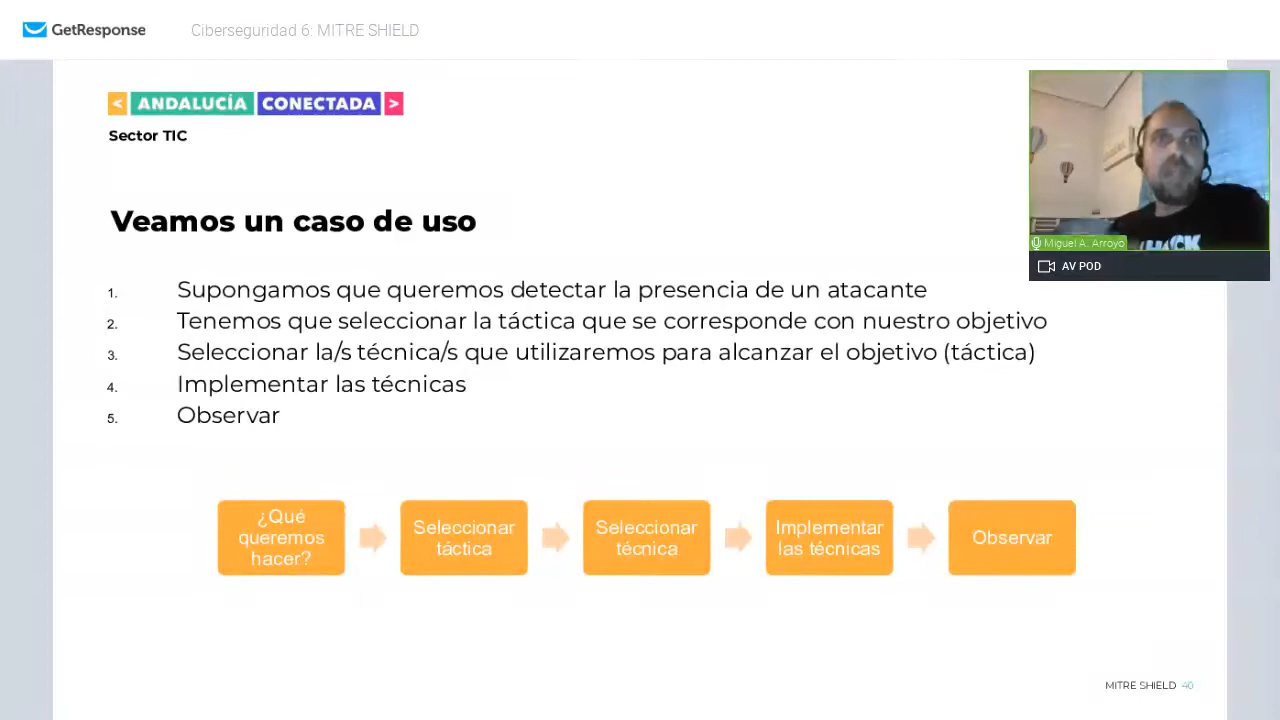 GetResponse
Ciberseguridad 6: MITRE SHIELD
< ANDALUCÍA CONECTADA >
Sector TIC
Miguel A. Arroyo
AV POD
Veamos un caso de uso
1. Supongamos que queremos detectar la presencia de un atacante
2. Tenemos que seleccionar la táctica que se corresponde con nuestro objetivo
3. Seleccionar la/s técnica/s que utilizaremos para alcanzar el objetivo (táctica)
4. Implementar las técnicas
5. Observar
¿Qué
queremos
hacer?
Seleccionar
táctica
Seleccionar
técnica
Implementar
las técnicas
Observar
MITRE SHIELD 40